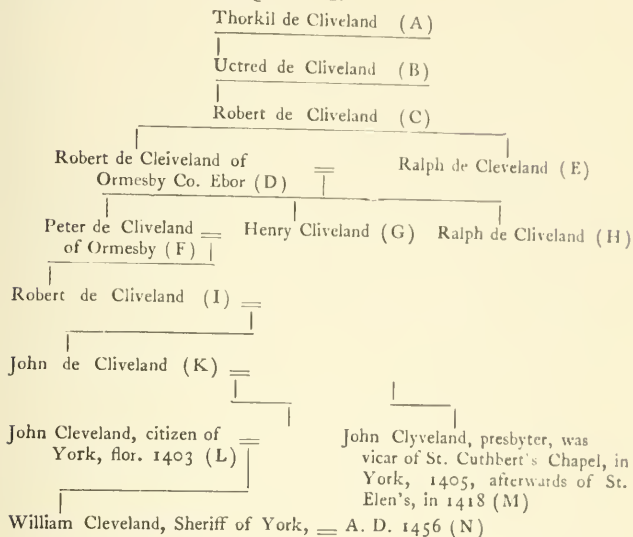 Thorkil de Cliveland (A)
Uctred de Cliveland (B)
Robert de Cliveland (C)
Robert de Cleiveland of
Ormesby Co. Ebor (D)
Ralph de Cleveland (E)
Peter de Cliveland
of Ormesby (F)
Henry Cliveland (G)
Ralph de Cliveland (H)
Robert de Cliveland (I)
John de Cliveland (K)
John Cleveland, citizen of
York, flor. 1403 (L)
John Clyveland, presbyter, was
vicar of St. Cuthbert's Chapel, in
York, 1405, afterwards of St.
Elen's, in 1418 (M)
William Cleveland, Sheriff of York, = A. D. 1456 (N)